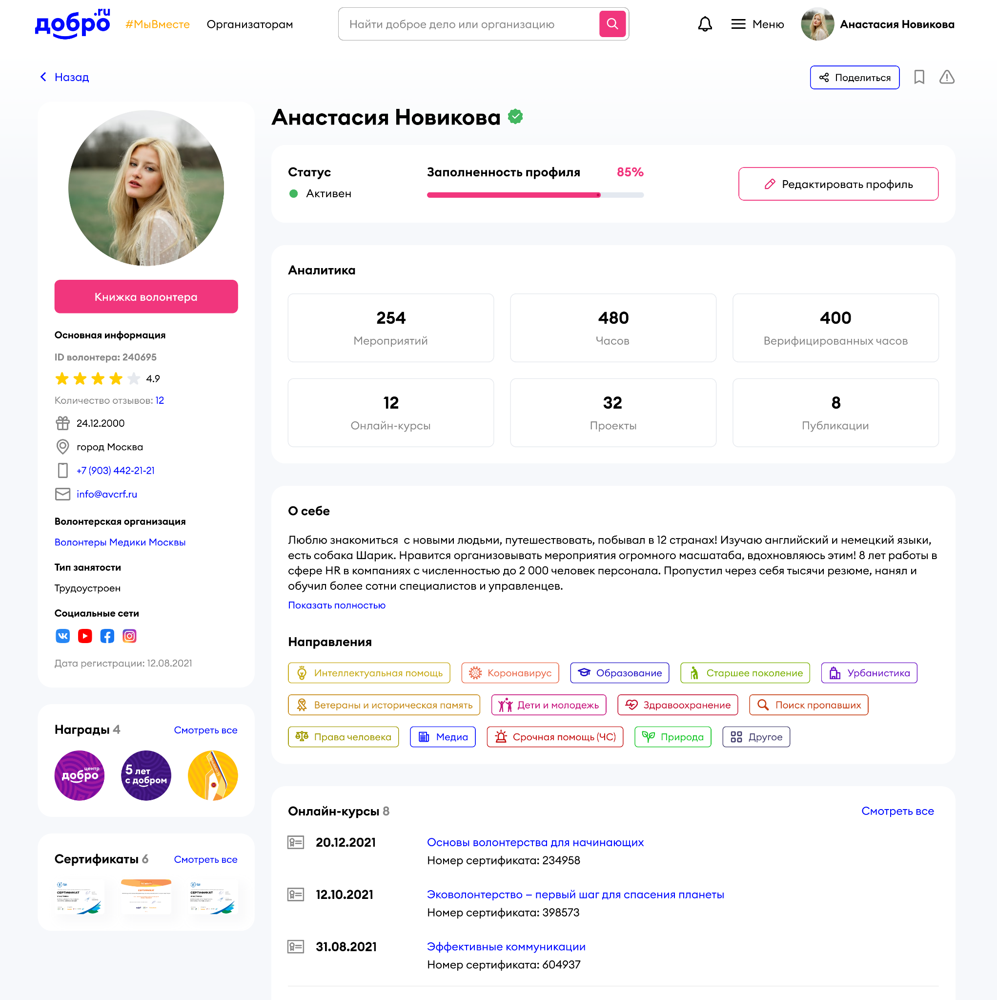 добро.ru
#МыВместе
Организаторам
Найти доброе дело или организацию
Меню
Анастасия Новикова
Назад
Поделиться
Книжка волонтера
Основная информация
ID волонтера: 240695
4.9
Количество отзывов: 12
24.12.2000
город Москва
+7 (903) 442-21-21
info@avcrf.ru
Волонтерская организация
Волонтеры Медики Москвы
Тип занятости
Трудоустроен
Социальные сети
Дата регистрации: 12.08.2021
Награды 4
Смотреть все
центр
добро
5 лет
с добром
Сертификаты 6
Смотреть все
СЕРТИФИКАТ
СЕРТИФИКАТ
СЕРТИФИКАТ
Анастасия Новикова
Статус
Активен
Заполненность профиля
85%
Редактировать профиль
Аналитика
254
Мероприятий
480
Часов
400
Верифицированных часов
12
Онлайн-курсы
32
Проекты
8
Публикации
О себе
Люблю знакомиться с новыми людьми, путешествовать, побывал в 12 странах! Изучаю английский и немецкий языки,
есть собака Шарик. Нравится организовывать мероприятия огромного масштаба, вдохновляюсь этим! 8 лет работы в
сфере HR в компаниях с численностью до 2 000 человек персонала. Пропустил через себя тысячи резюме, нанял и
обучил более сотни специалистов и управленцев.
Показать полностью
Направления
Интеллектуальная помощь
Коронавирус
Образование
Старшее поколение
Урбанистика
Ветераны и историческая память
Дети и молодежь
Здравоохранение
Поиск пропавших
Права человека
Медиа
Срочная помощь (ЧС)
Природа
Другое
Онлайн-курсы 8
Смотреть все
20.12.2021
Основы волонтерства для начинающих
Номер сертификата: 234958
12.10.2021
Эковолонтерство – первый шаг для спасения планеты
Номер сертификата: 398573
31.08.2021
Эффективные коммуникации
Номер сертификата: 604937